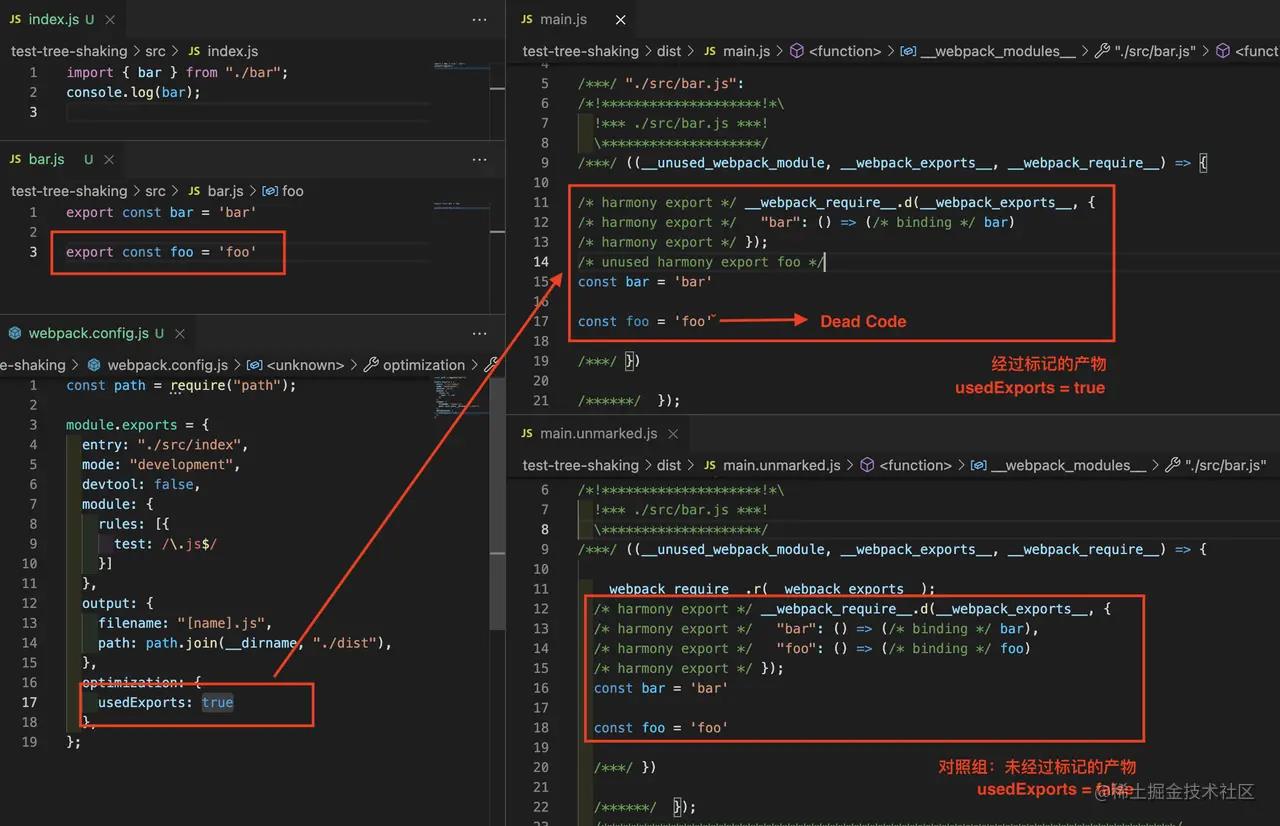 JS index.js U
test-tree-shaking > src > JS index.js
1 import { bar } from "./bar";
2 console.log(bar);
3
JS bar.js U
test-tree-shaking > src > JS bar.js > foo
1 export const bar = 'bar'
2
3 export const foo = 'foo'
webpack.config.js U
e-shaking > webpack.config.js > <unknown> > optimization >
1 const path = require("path");
2
3 module.exports = {
4 entry: "./src/index",
5 mode: "development",
6 devtool: false,
7 module: {
8 rules: [{
9 test: /\.js$/
10 }]
11 },
12 output: {
13 filename: "[name].js",
14 path: path.join(__dirname, "./dist"),
15 },
16 optimization: {
17 usedExports: true
18 },
19 };
JS main.js
test-tree-shaking > dist > JS main.js > <function> > __webpack_modules__ > "./src/bar.js" > <funct
4
5 /***/ "./src/bar.js":
6 /*!********************!*\
7 !*** ./src/bar.js ***!
8 \********************/
9 /***/ ((__unused_webpack_module, __webpack_exports__, __webpack_require__) => {
10
11 /* harmony export */ __webpack_require__.d(__webpack_exports__, {
12 /* harmony export */ "bar": () => (/* binding */ bar)
13 /* harmony export */ });
14 /* unused harmony export foo */
15 const bar = 'bar'
16
17 const foo = 'foo' Dead Code
18
19 /***/ })
20
21 /******/ });
经过标记的产物
usedExports = true
JS main.unmarked.js
test-tree-shaking > dist > JS main.unmarked.js > <function> > __webpack_modules__ > "./src/bar.js"
6 /*!********************!*\
7 !*** ./src/bar.js ***!
8 \********************/
9 /***/ ((__unused_webpack_module, __webpack_exports__, __webpack_require__) => {
10
11 __webpack_require__.r(__webpack_exports__);
12 /* harmony export */ __webpack_require__.d(__webpack_exports__, {
13 /* harmony export */ "bar": () => (/* binding */ bar),
14 /* harmony export */ "foo": () => (/* binding */ foo)
15 /* harmony export */ });
16 const bar = 'bar'
17
18 const foo = 'foo'
19
20 /***/ })
21
22 /******/ });
23
对照组：未经过标记的产物
usedExports = false
@稀土掘金技术社区